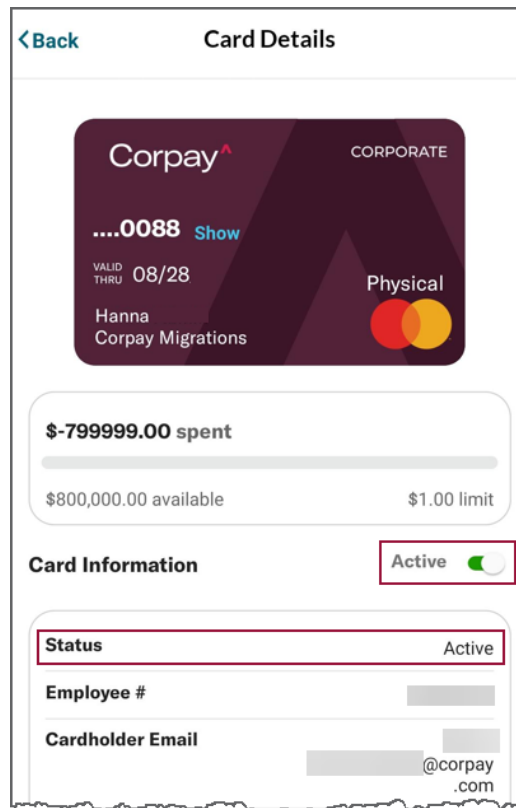 <Back Card Details
Corpay^ CORPORATE
....0088 Show
VALID THRU 08/28
Physical
Hanna
Corpay Migrations
$-799999.00 spent
$800,000.00 available $1.00 limit
Card Information Active
Status Active
Employee #
Cardholder Email
@corpay
.com